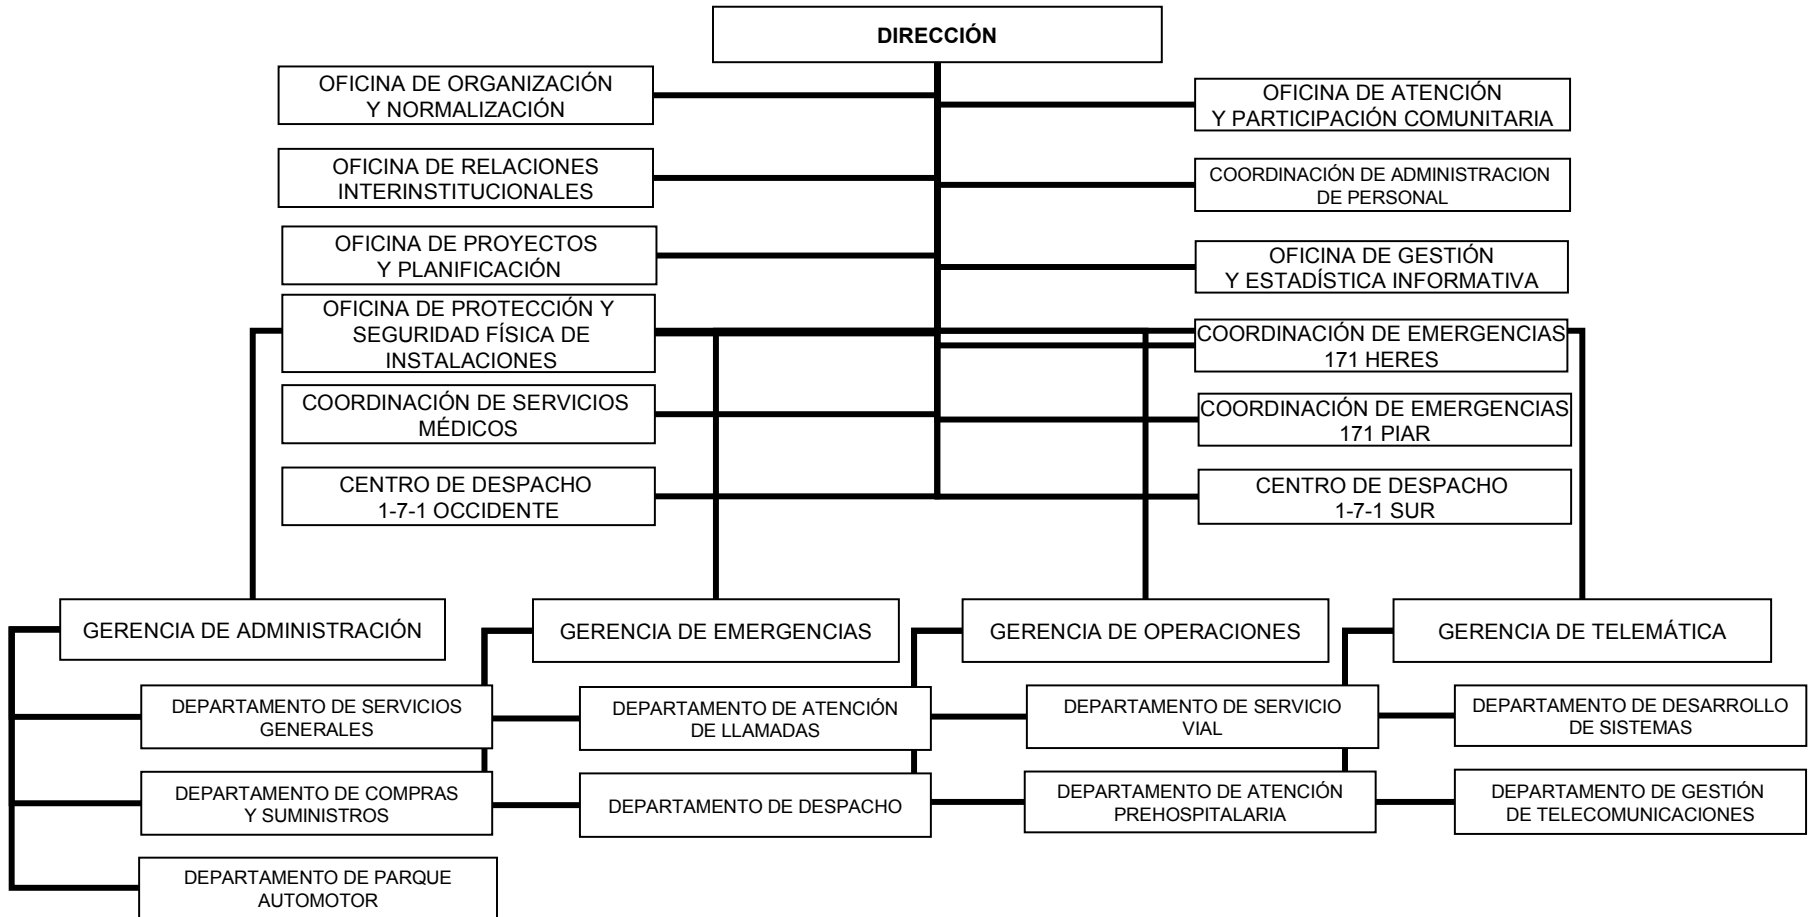 DIRECCIÓN
OFICINA DE ORGANIZACIÓN
Y NORMALIZACIÓN
OFICINA DE ATENCIÓN
Y PARTICIPACIÓN COMUNITARIA
OFICINA DE RELACIONES
INTERINSTITUCIONALES
COORDINACIÓN DE ADMINISTRACION
DE PERSONAL
OFICINA DE PROYECTOS
Y PLANIFICACIÓN
OFICINA DE GESTIÓN
Y ESTADÍSTICA INFORMATIVA
OFICINA DE PROTECCIÓN Y
SEGURIDAD FÍSICA DE
INSTALACIONES
COORDINACIÓN DE EMERGENCIAS
171 HERES
COORDINACIÓN DE SERVICIOS
MÉDICOS
COORDINACIÓN DE EMERGENCIAS
171 PIAR
CENTRO DE DESPACHO
1-7-1 OCCIDENTE
CENTRO DE DESPACHO
1-7-1 SUR
GERENCIA DE ADMINISTRACIÓN
GERENCIA DE EMERGENCIAS
GERENCIA DE OPERACIONES
GERENCIA DE TELEMÁTICA
DEPARTAMENTO DE SERVICIOS
GENERALES
DEPARTAMENTO DE ATENCIÓN
DE LLAMADAS
DEPARTAMENTO DE SERVICIO
VIAL
DEPARTAMENTO DE DESARROLLO
DE SISTEMAS
DEPARTAMENTO DE COMPRAS
Y SUMINISTROS
DEPARTAMENTO DE DESPACHO
DEPARTAMENTO DE ATENCIÓN
PREHOSPITALARIA
DEPARTAMENTO DE GESTIÓN
DE TELECOMUNICACIONES
DEPARTAMENTO DE PARQUE
AUTOMOTOR